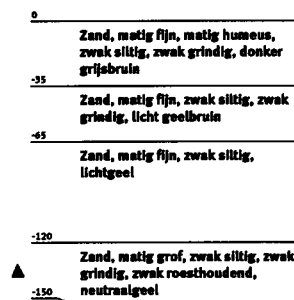 0
Zand, matig fijn, matig humeus,
zwak siltig, zwak grindig, donker
grijsbruin
-35
Zand, matig fijn, zwak siltig, zwak
grindig, licht geelbruin
-65
Zand, matig fijn, zwak siltig,
lichtgeel
-120
Zand, matig grof, zwak siltig, zwak
grindig, zwak roesthoudend,
neutraalgeel
-150